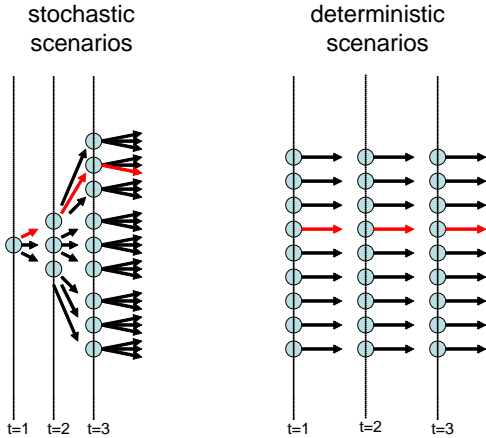 stochastic
scenarios
deterministic
scenarios
t=1
t=2
t=3
t=1
t=2
t=3